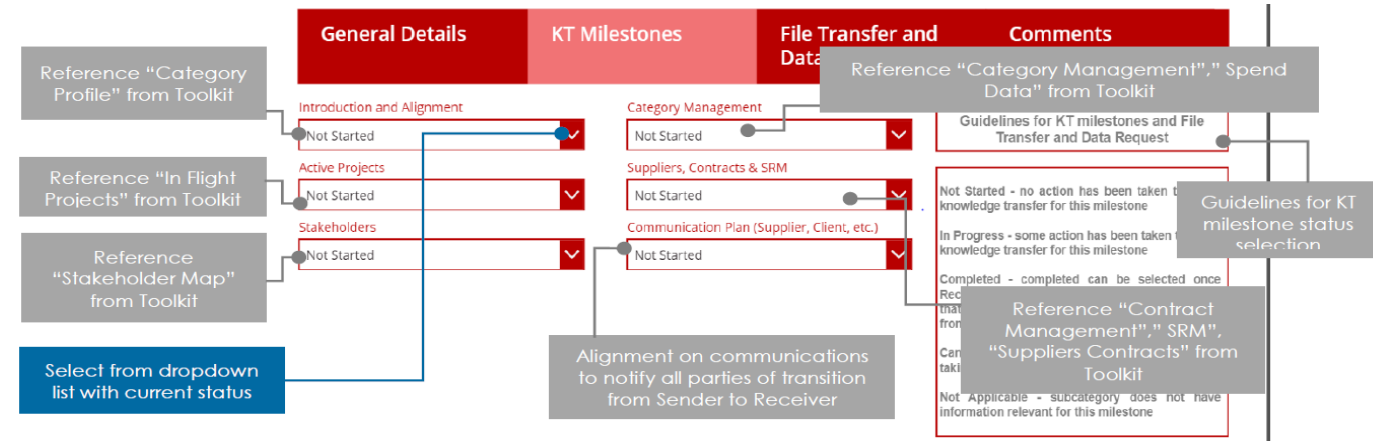 General Details
KT Milestones
File Transfer and
Data
Comments
Reference “Category
Profile” from Toolkit
Reference “Category Management”,” Spend
Data” from Toolkit
Introduction and Alignment
Not Started
Category Management
Not Started
Guidelines for KT milestones and File
Transfer and Data Request
Reference “In Flight
Projects” from Toolkit
Active Projects
Not Started
Suppliers, Contracts & SRM
Not Started
Guidelines for KT
milestone status
selection
Reference
“Stakeholder Map”
from Toolkit
Stakeholders
Not Started
Communication Plan (Supplier, Client, etc.)
Not Started
Not Started - no action has been taken
knowledge transfer for this milestone
In Progress - some action has been taken
knowledge transfer for this milestone
Completed - completed can be selected once
Not Applicable - subcategory does not have
information relevant for this milestone
Reference “Contract
Management”,” SRM”,
“Suppliers Contracts” from
Toolkit
Select from dropdown
list with current status
Alignment on communications
to notify all parties of transition
from Sender to Receiver